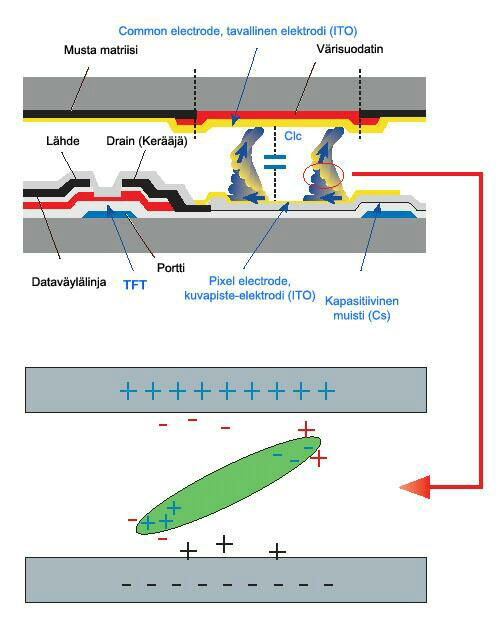 Common electrode, tavallinen elektrodi (ITO)
Musta matriisi
Värisuodatin
Lähde
Drain (Kerääjä)
Clc
Dataväylälinja
TFT
Portti
Pixel electrode,
kuvapiste-elektrodi (ITO)
Kapasitiivinen
muisti (Cs)
+ + + + + + + + +
- - - +
- - +
+ + +
- -
+ + +
- - - - - - - - -